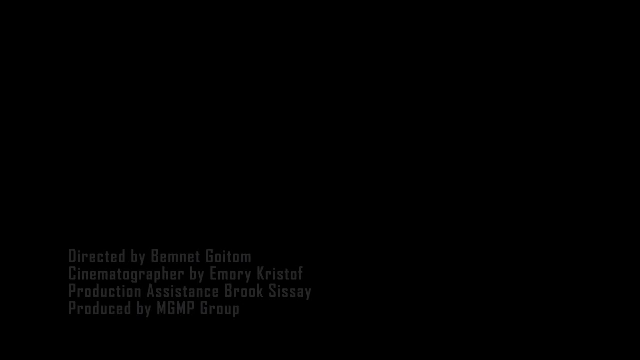 Directed by Bemnet Goitom
Cinematographer by Emory Kristof
Production Assistance Brook Sissay
Produced by MGMP Group